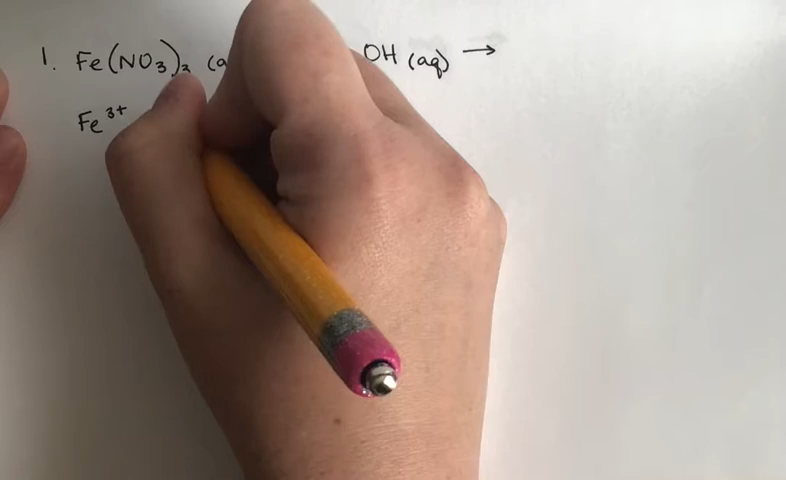 1. Fe(NO₃)₃ (a OH (aq) →
Fe³⁺